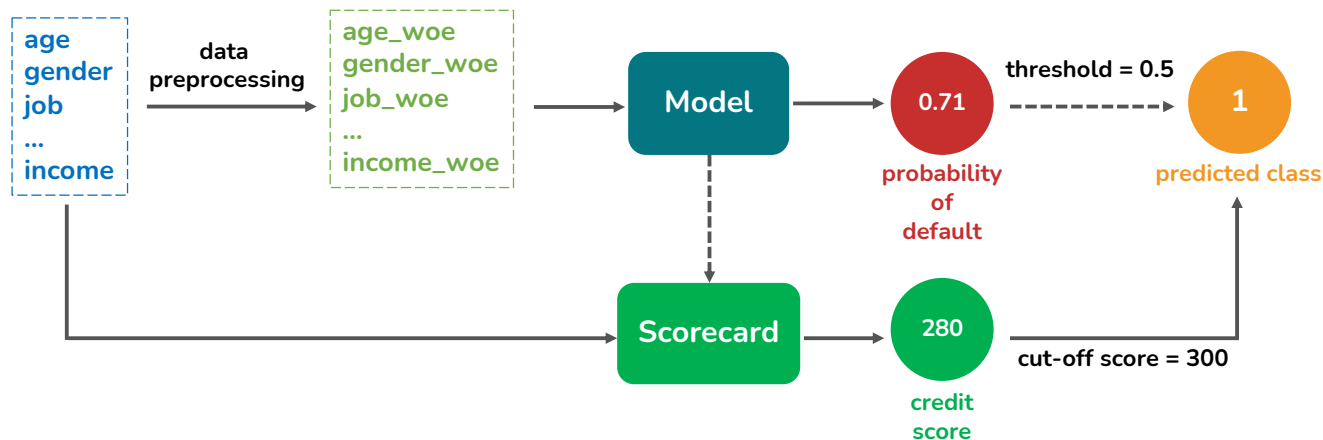 age
gender
job
...
income
data
preprocessing
age_woe
gender_woe
job_woe
...
income_woe
Model
0.71
probability
of
default
threshold = 0.5
1
predicted class
Scorecard
280
credit
score
cut-off score = 300